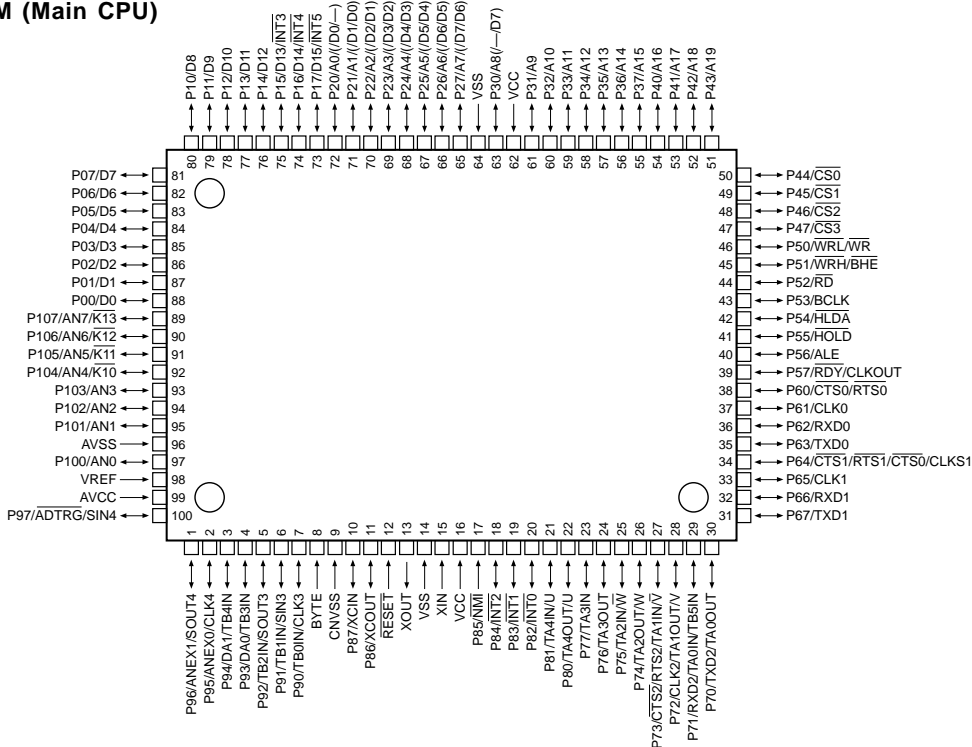 M (Main CPU)
P10/D8
P11/D9
P12/D10
P13/D11
P14/D12
P15/D13/INT3
P16/D14/INT4
P17/D15/INT5
P20/A0(/D0/—)
P21/A1(/D1/D0)
P22/A2(/D2/D1)
P23/A3(/D3/D2)
P24/A4(/D4/D3)
P25/A5(/D5/D4)
P26/A6(/D6/D5)
P27/A7(/D7/D6)
VSS
P30/A8(/—/D7)
VCC
P31/A9
P32/A10
P33/A11
P34/A12
P35/A13
P36/A14
P37/A15
P40/A16
P41/A17
P42/A18
P43/A19
80 79 78 77 76 75 74 73 72 71 70 69 68 67 66 65 64 63 62 61 60 59 58 57 56 55 54 53 52 51
P07/D7 81
P06/D6 82
P05/D5 83
P04/D4 84
P03/D3 85
P02/D2 86
P01/D1 87
P00/D0 88
P107/AN7/K13 89
P106/AN6/K12 90
P105/AN5/K11 91
P104/AN4/K10 92
P103/AN3 93
P102/AN2 94
P101/AN1 95
AVSS 96
P100/AN0 97
VREF 98
AVCC 99
P97/ADTRG/SIN4 100
50 P44/CS0
49 P45/CS1
48 P46/CS2
47 P47/CS3
46 P50/WRL/WR
45 P51/WRH/BHE
44 P52/RD
43 P53/BCLK
42 P54/HLDA
41 P55/HOLD
40 P56/ALE
39 P57/RDY/CLKOUT
38 P60/CTS0/RTS0
37 P61/CLK0
36 P62/RXD0
35 P63/TXD0
34 P64/CTS1/RTS1/CTS0/CLKS1
33 P65/CLK1
32 P66/RXD1
31 P67/TXD1
1 2 3 4 5 6 7 8 9 10 11 12 13 14 15 16 17 18 19 20 21 22 23 24 25 26 27 28 29 30
P96/ANEX1/SOUT4
P95/ANEX0/CLK4
P94/DA1/TB4IN
P93/DA0/TB3IN
P92/TB2IN/SOUT3
P91/TB1IN/SIN3
P90/TB0IN/CLK3
BYTE
CNVSS
P87/XCIN
P86/XCOUT
RESET
XOUT
VSS
XIN
VCC
P85/NMI
P84/INT2
P83/INT1
P82/INT0
P81/TA4IN/U
P80/TA4OUT/U
P77/TA3IN
P76/TA3OUT
P75/TA2IN/W
P74/TA2OUT/W
P73/CTS2/RTS2/TA1IN/V
P72/CLK2/TA1OUT/V
P71/RXD2/TA0IN/TB5IN
P70/TXD2/TA0OUT